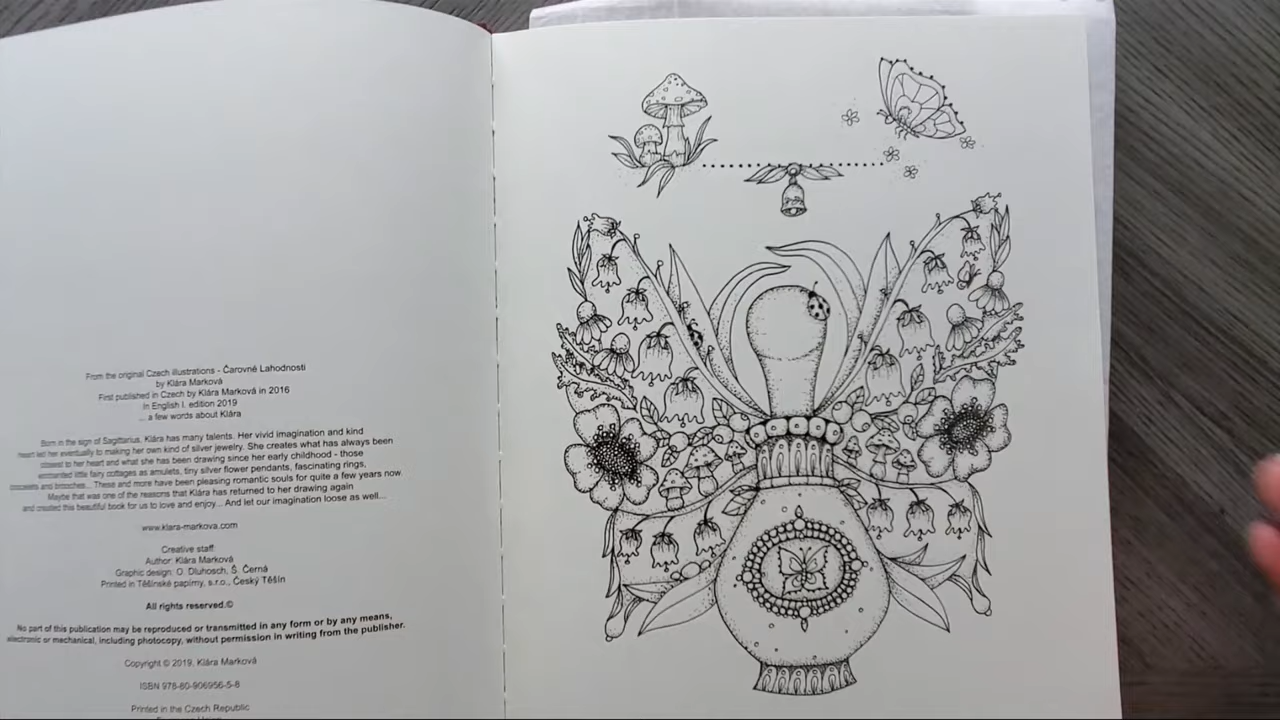 From the original Czech illustrations - Čarovné Lahodnosti
by Klára Marková
First published in Czech by Klára Marková in 2016
In English I. edition 2019
... a few words about Klára
Born in the sign of Sagittarius, Klára has many talents. Her vivid imagination and kind
heart led her eventually to making her own kind of silver jewelry. She creates what has always been
closest to her heart and what she has been drawing since her early childhood - those
enchanted little fairy cottages as amulets, tiny silver flower pendants, fascinating rings,
bracelets and brooches... These and more have been pleasing romantic souls for quite a few years now.
Maybe that was one of the reasons that Klára has returned to her drawing again
and created this beautiful book for us to love and enjoy... And let our imagination loose as well...
www.klara-markova.com
Creative staff:
Author: Klára Marková
Graphic design: O. Dluhosch, Š. Černá
Printed in Těšínské papírny, s.r.o., Český Těšín
All rights reserved.©
No part of this publication may be reproduced or transmitted in any form or by any means,
electronic or mechanical, including photocopy, without permission in writing from the publisher.
Copyright © 2019, Klára Marková
ISBN 978-80-906956-5-8
Printed in the Czech Republic